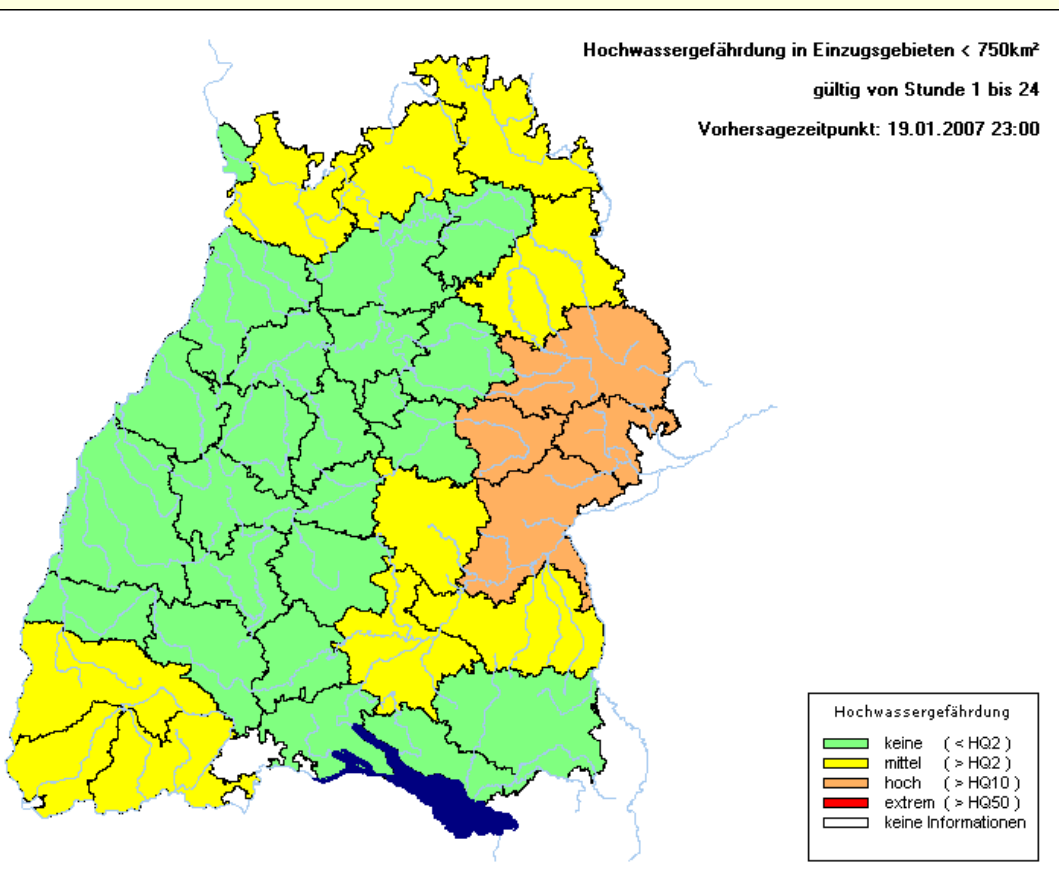 Hochwassergefährdung in Einzugsgebieten < 750km²
gültig von Stunde 1 bis 24
Vorhersagezeitpunkt: 19.01.2007 23:00
Hochwassergefährdung
keine ( < HQ2 )
mittel ( > HQ2 )
hoch ( > HQ10 )
extrem ( > HQ50 )
keine Informationen